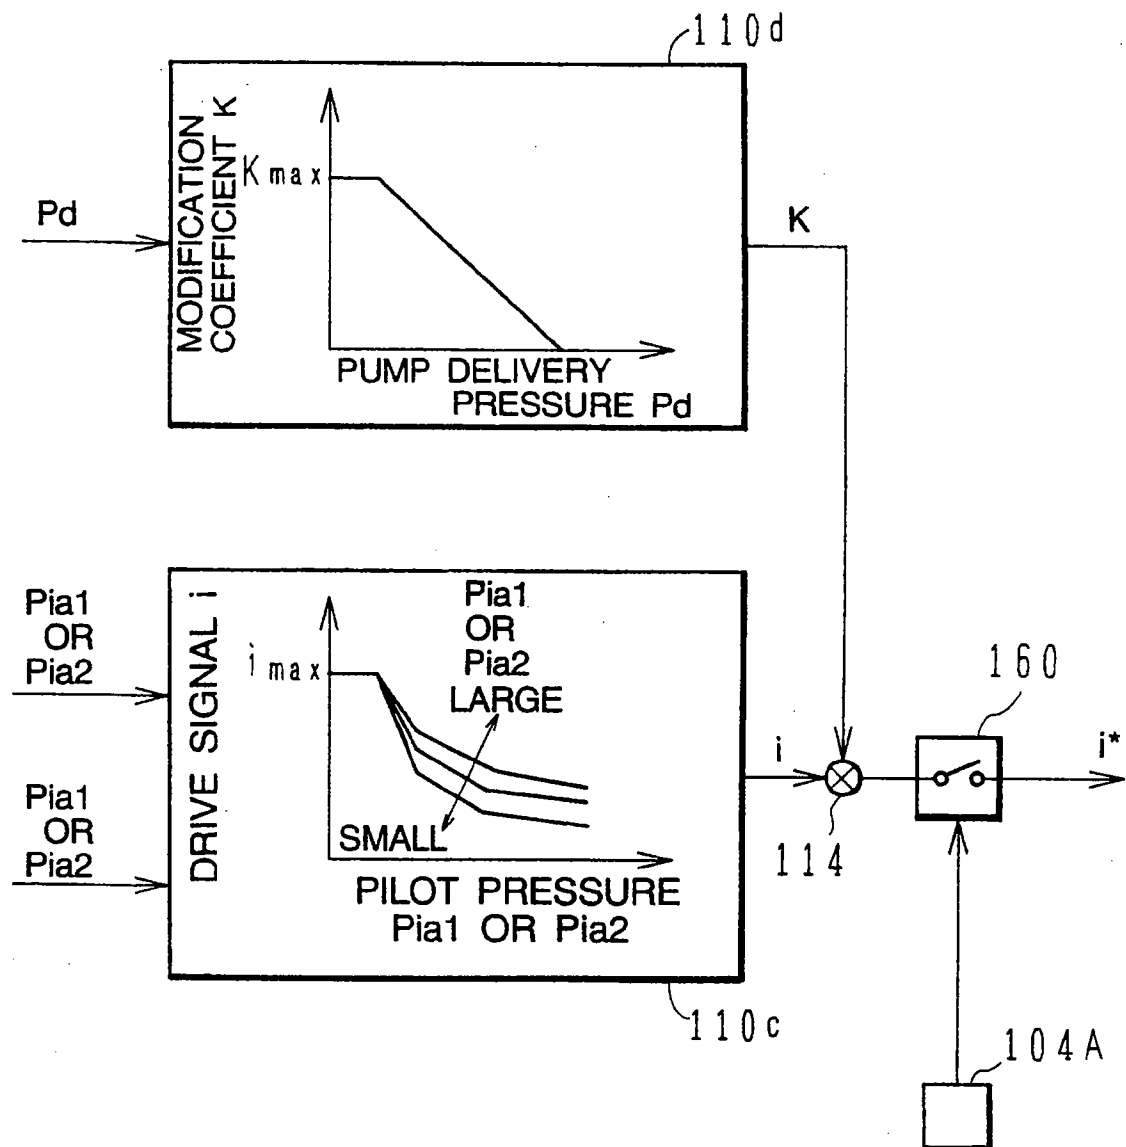 110d
MODIFICATION
COEFFICIENT K
Kmax
Pd
K
PUMP DELIVERY
PRESSURE Pd
Pia1
OR
Pia2
Pia1
OR
Pia2
DRIVE SIGNAL i
imax
Pia1
OR
Pia2
LARGE
SMALL
PILOT PRESSURE
Pia1 OR Pia2
110c
i
114
160
i*
104A